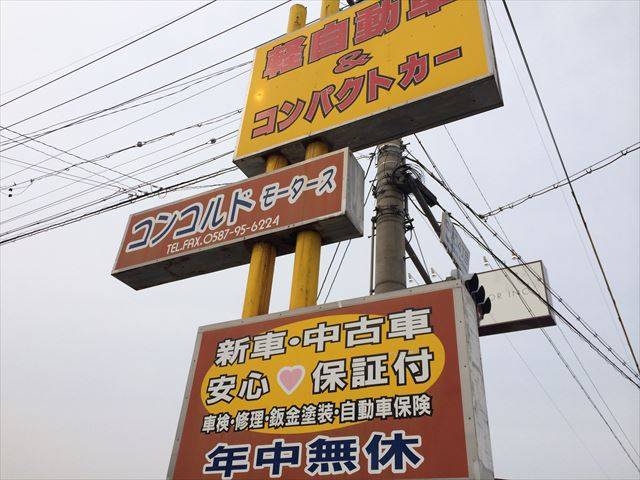 軽自動車
&
コンパクトカー
コンコルド モータース
TEL.FAX.0587-95-6224
新車・中古車
安心 保証付
車検・修理・鈑金塗装・自動車保険
年中無休